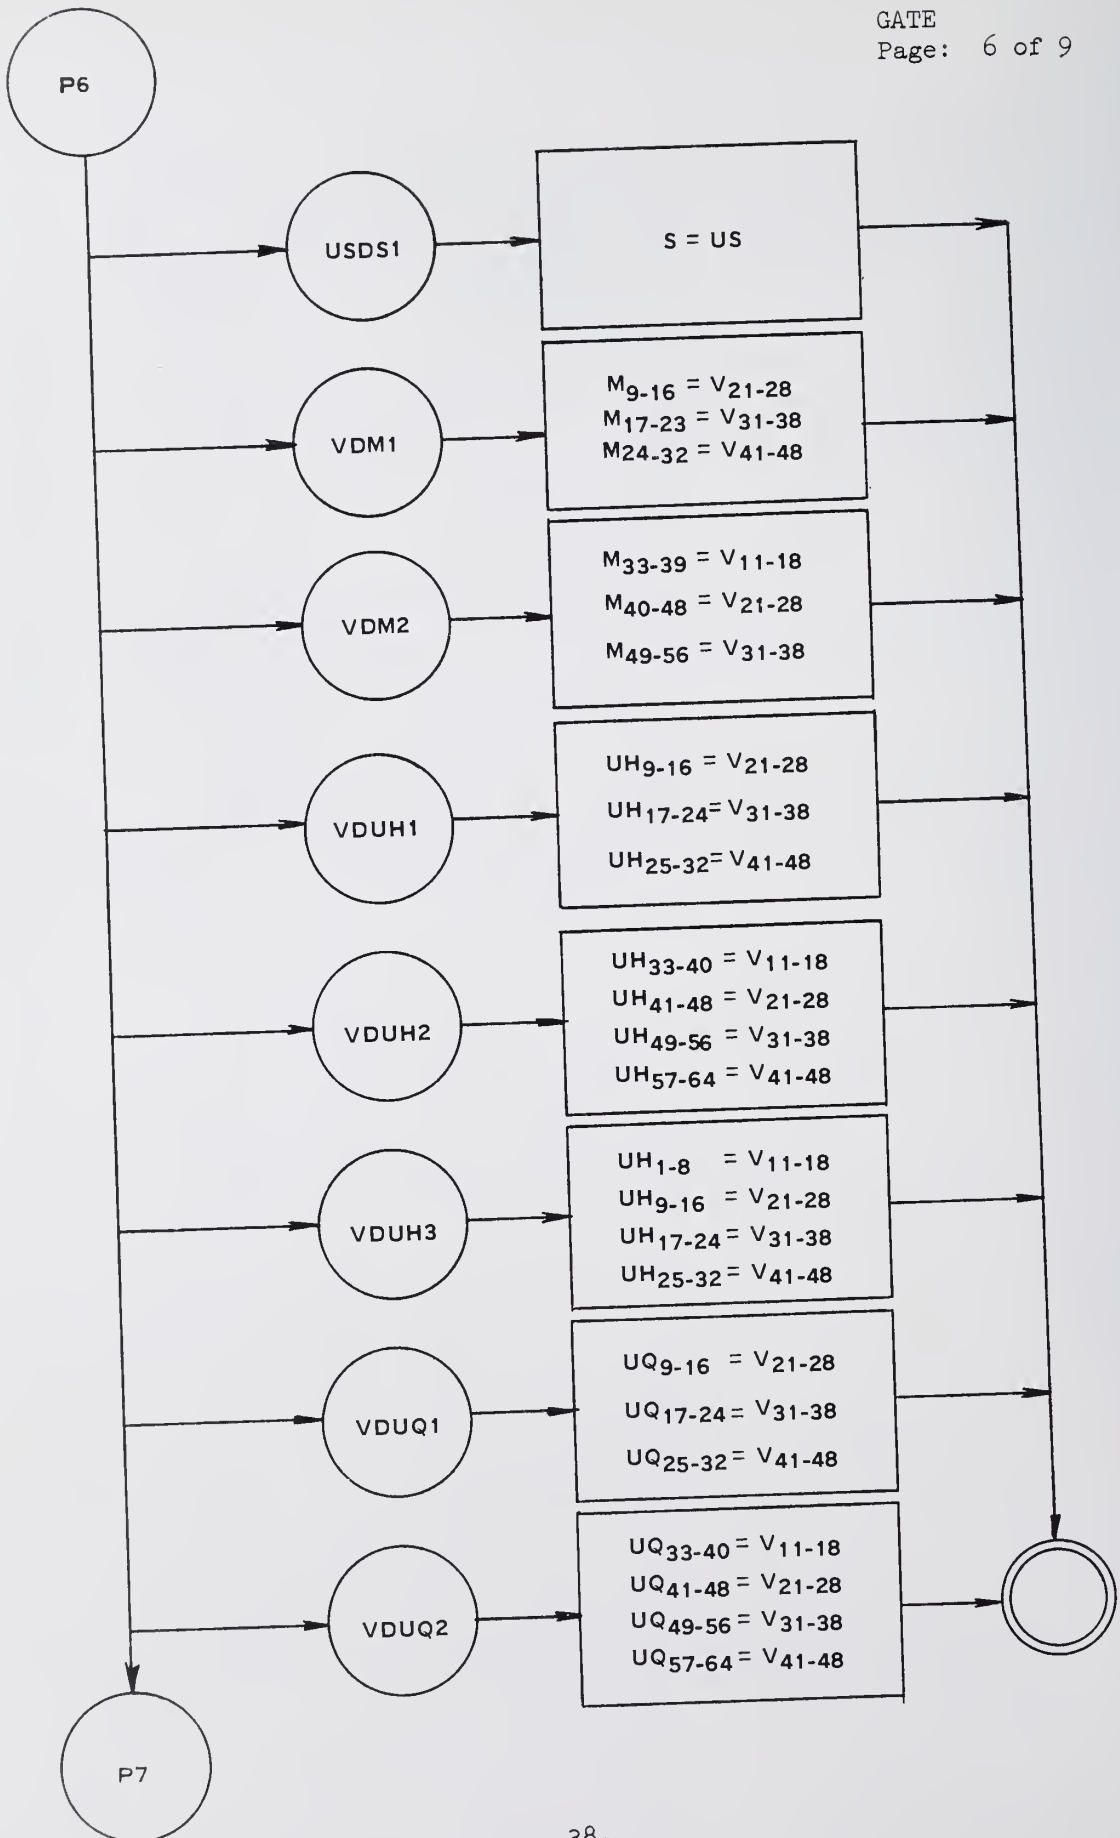 GATE
Page: 6 of 9
P6
USDS1
S = US
VDM1
M9-16 = V21-28
M17-23 = V31-38
M24-32 = V41-48
VDM2
M33-39 = V11-18
M40-48 = V21-28
M49-56 = V31-38
VDUH1
UH9-16 = V21-28
UH17-24= V31-38
UH25-32= V41-48
VDUH2
UH33-40 = V11-18
UH41-48 = V21-28
UH49-56 = V31-38
UH57-64 = V41-48
VDUH3
UH1-8 = V11-18
UH9-16 = V21-28
UH17-24= V31-38
UH25-32= V41-48
VDUQ1
UQ9-16 = V21-28
UQ17-24= V31-38
UQ25-32= V41-48
VDUQ2
UQ33-40= V11-18
UQ41-48= V21-28
UQ49-56= V31-38
UQ57-64= V41-48
P7
38.